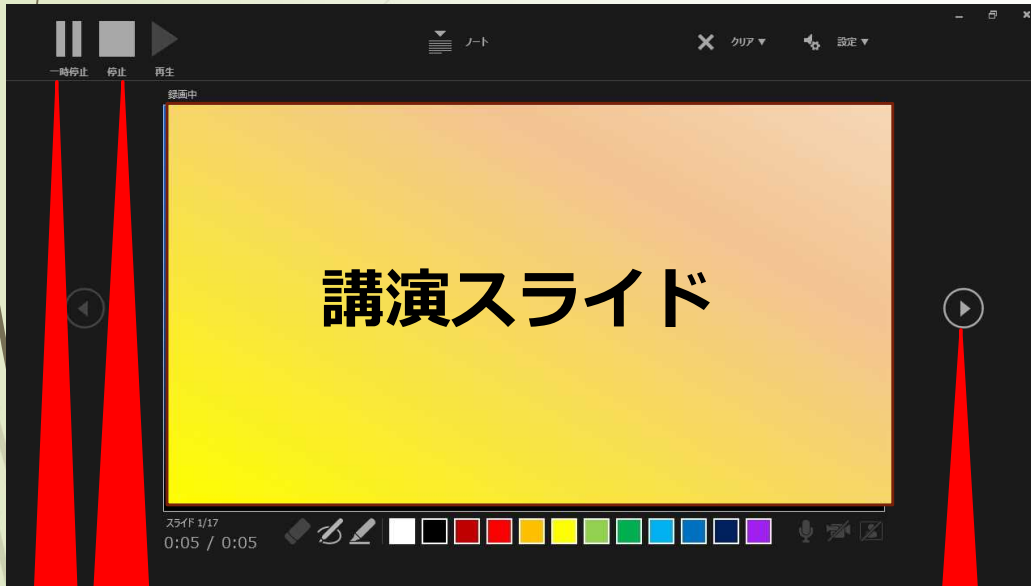 ノート
クリア
設定
一時停止
停止
再生
録画中
講演スライド
スライド 1/17
0:05 / 0:05